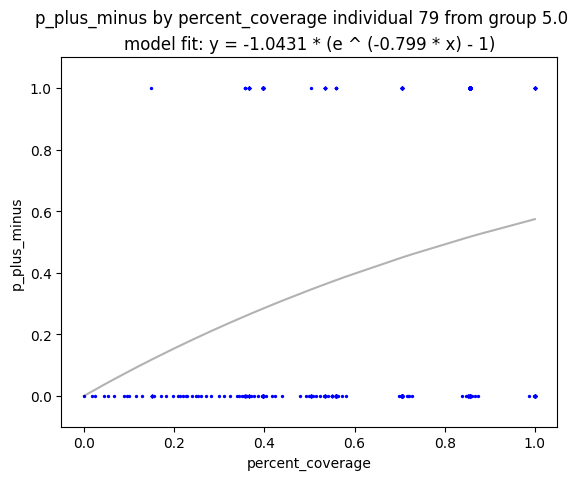 p_plus_minus by percent_coverage individual 79 from group 5.0
model fit: y = -1.0431 * (e ^ (-0.799 * x) - 1)
1.0
0.8
0.6
0.4
0.2
0.0
p_plus_minus
0.0 0.2 0.4 0.6 0.8 1.0
percent_coverage